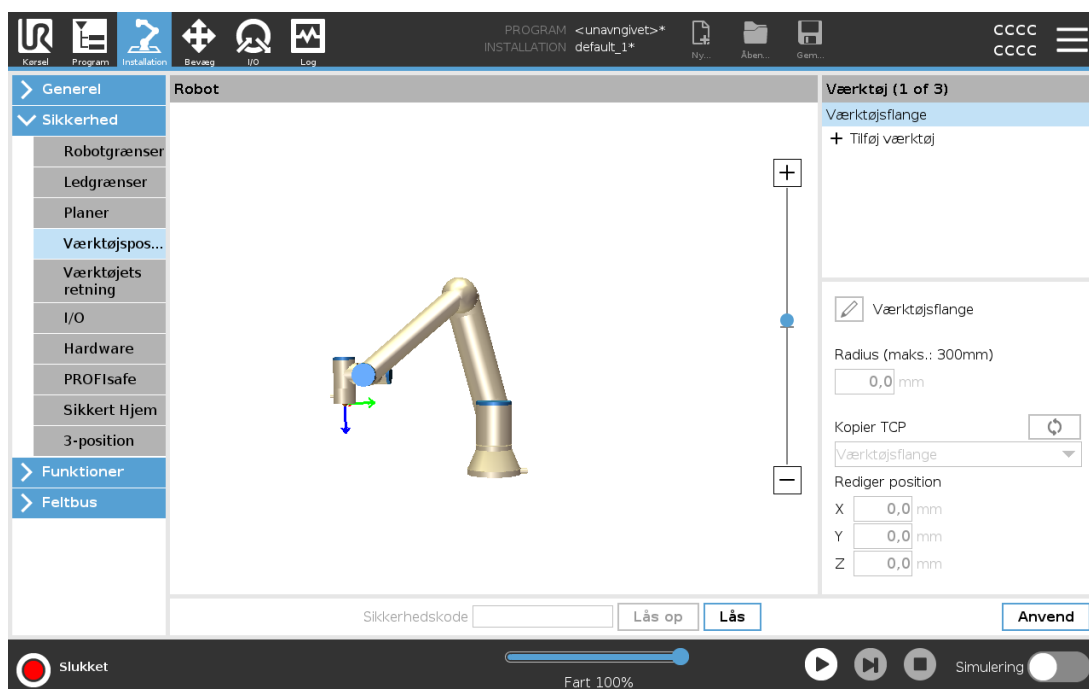 PROGRAM <unavngivet>*
INSTALLATION default_1*
Kørsel
Program
Installation
Bevæg
I/O
Log
Ny...
Åben...
Gem...
CCCC
CCCC
Generel
Sikkerhed
Robotgrænser
Ledgrænser
Planer
Værktøjspos...
Værktøjets
retning
I/O
Hardware
PROFIsafe
Sikkert Hjem
3-position
Funktioner
Feltbus
Robot
Værktøj (1 of 3)
Værktøjsflange
+ Tilføj værktøj
Værktøjsflange
Radius (maks.: 300mm)
0,0 mm
Kopier TCP
Værktøjsflange
Rediger position
X 0,0 mm
Y 0,0 mm
Z 0,0 mm
Sikkerhedskode
Lås op
Lås
Anvend
Slukket
Fart 100%
Simulering